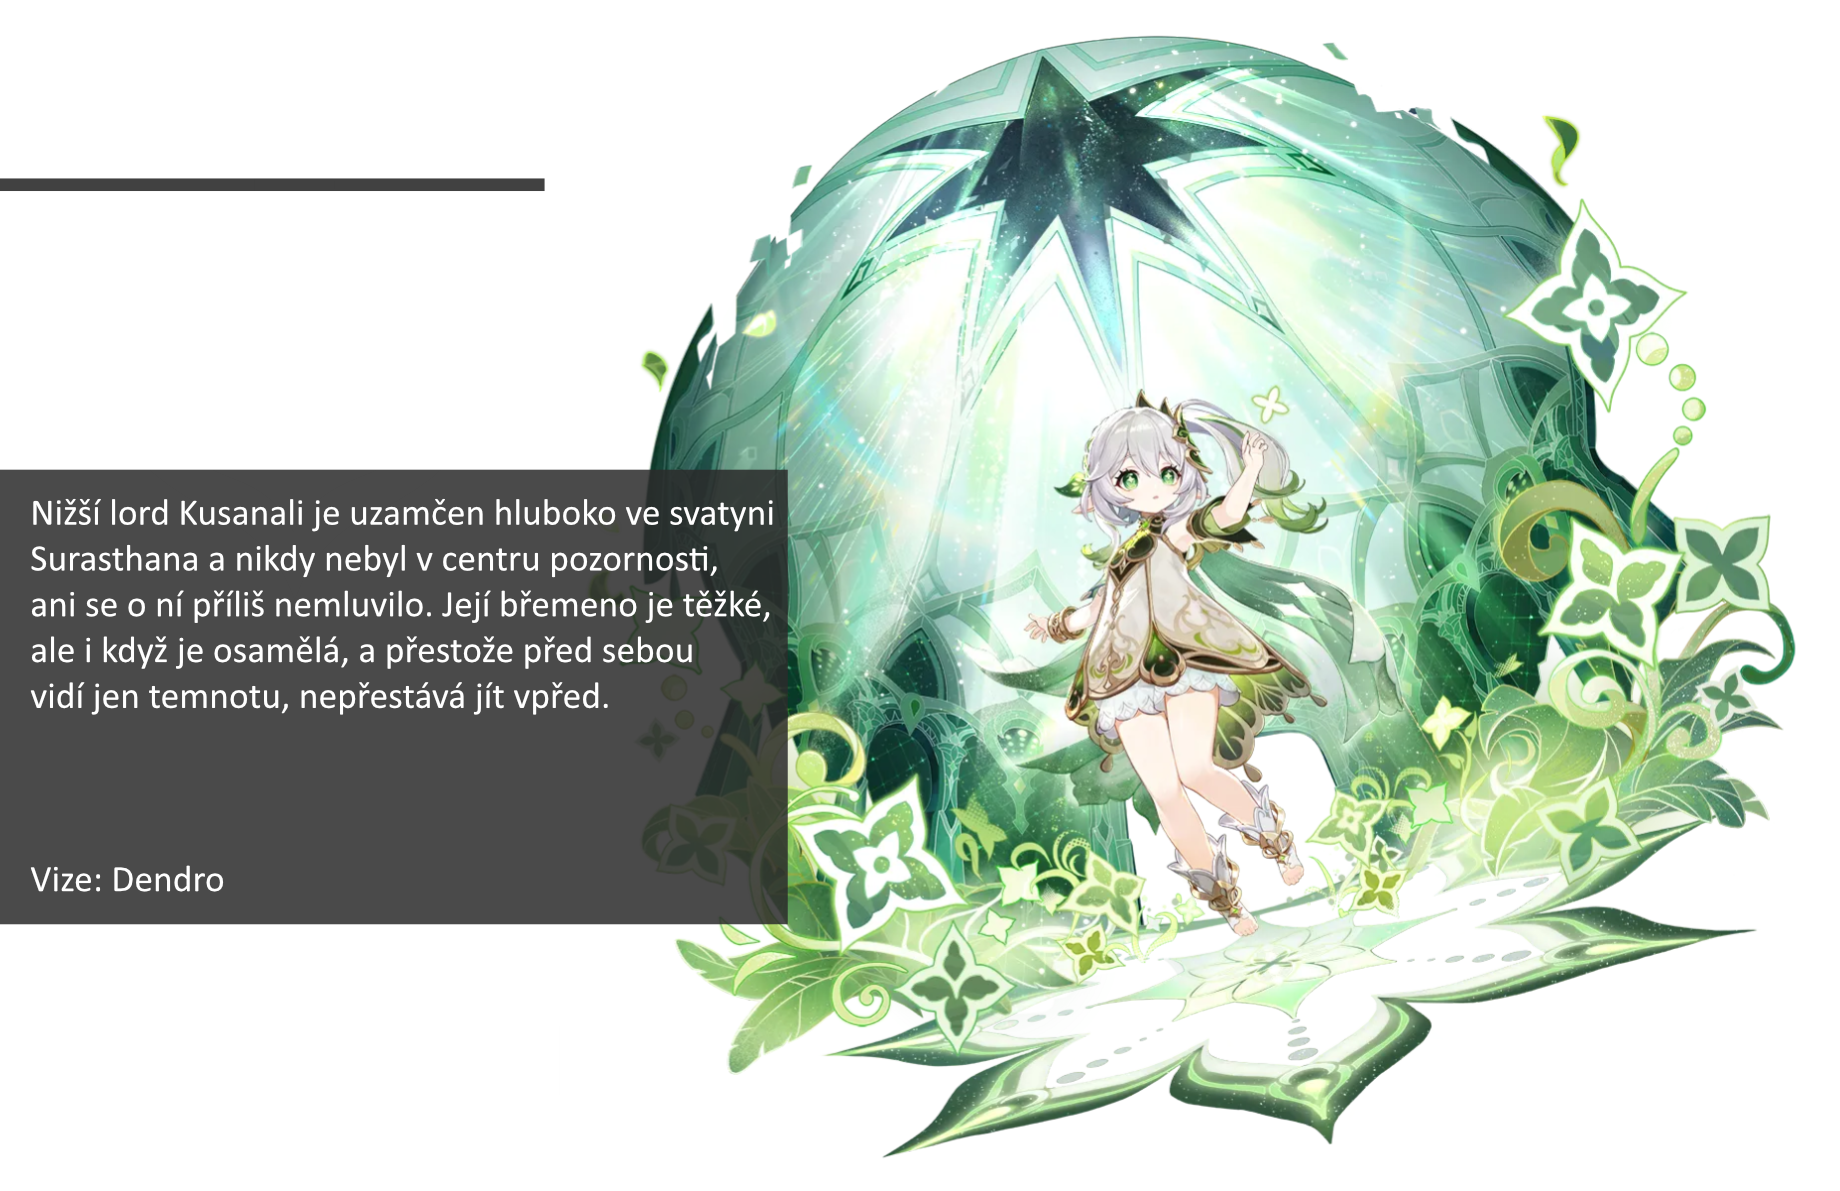 Nižší lord Kusanali je uzamčen hluboko ve svatyni
Surasthana a nikdy nebyl v centru pozornosti,
ani se o ní příliš nemluvilo. Její břemeno je těžké,
ale i když je osamělá, a přestože před sebou
vidí jen temnotu, nepřestává jít vpřed.
Vize: Dendro